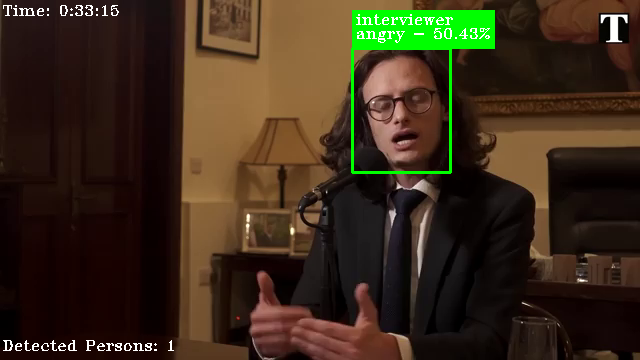 Time: 0:33:15
interviewer
angry - 50.43%
T
Detected Persons: 1